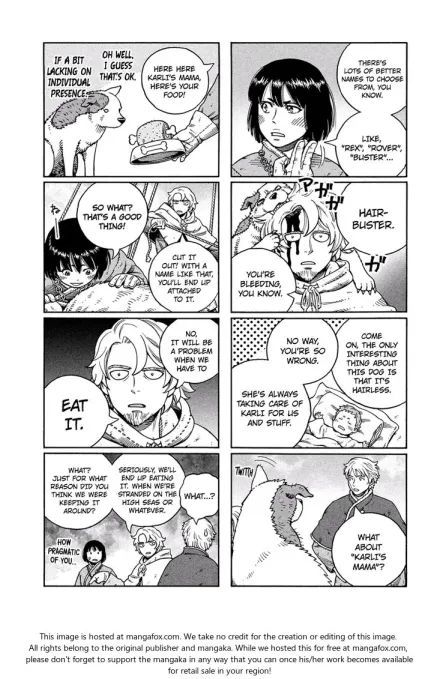 THERE'S
LOTS OF BETTER
NAMES TO CHOOSE
FROM, YOU
KNOW.
LIKE,
"REX", "ROVER",
"BUSTER"...
?
ガガ
HAIR-
BUSTER.
ガ
YOU'RE
BLEEDING,
YOU KNOW,
COME
ON, THE ONLY
INTERESTING
THING ABOUT
THIS DOG IS
THAT IT'S
HAIRLESS.
NO WAY,
YOU'RE SO
WRONG.
SHE'S ALWAYS
TAKING CARE OF
KARLI FOR US
AND STUFF.
TWITCH
WHAT
ABOUT
"KARLI'S
MAMA"?
HERE HERE
KARLI'S MAMA,
HERE'S YOUR
FOOD!
OH WELL,
I GUESS
THAT'S OK.
IF A BIT
LACKING ON
INDIVIDUAL
PRESENCE...
SO WHAT?
THAT'S A GOOD
THING!
CUT IT
OUT! WITH A
NAME LIKE THAT,
YOU'LL END UP
ATTACHED
TO IT.
NO,
IT WILL BE
A PROBLEM
WHEN WE
HAVE TO
EAT
IT.
WHAT...?
SERIOUSLY, WE'LL
END UP EATING
IT. WHEN WE'RE
STRANDED ON THE
HIGH SEAS OR
WHATEVER.
WHAT?
JUST FOR WHAT
REASON DID YOU
THINK WE WERE
KEEPING IT
AROUND?
HOW
PRAGMATIC
OF YOU...
This image is hosted at mangafox.com. We take no credit for the creation or editing of this image.
All rights belong to the original publisher and mangaka. While we hosted this for free at mangafox.com,
please don't forget to support the mangaka in any way that you can once his/her work becomes available
for retail sale in your region!